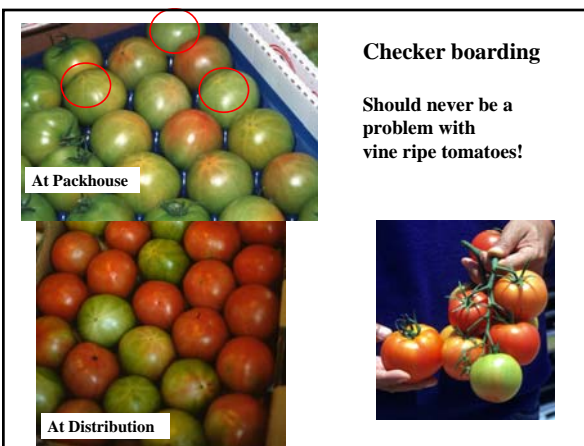 Checker boarding
Should never be a
problem with
vine ripe tomatoes!
At Packhouse
At Distribution